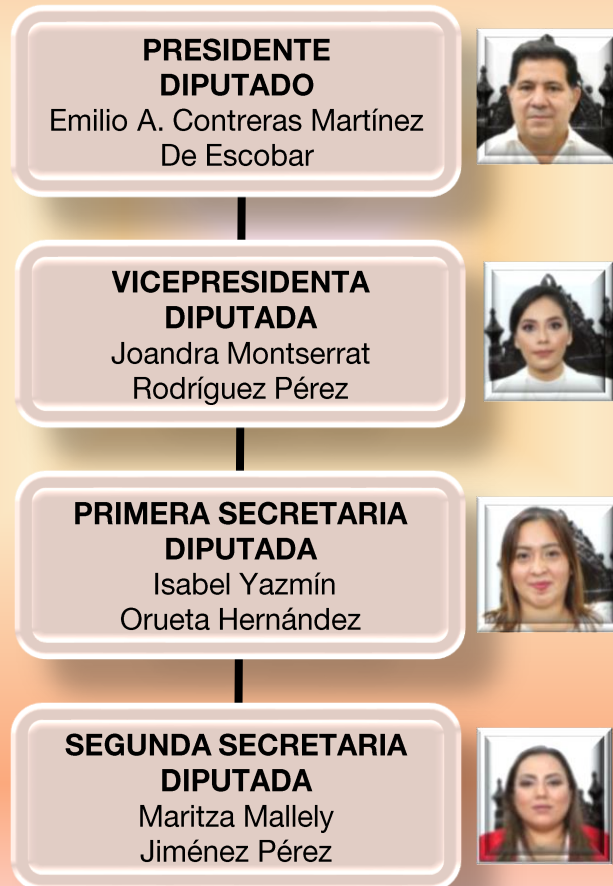 PRESIDENTE
DIPUTADO
Emilio A. Contreras Martínez
De Escobar
VICEPRESIDENTA
DIPUTADA
Joandra Montserrat
Rodríguez Pérez
PRIMERA SECRETARIA
DIPUTADA
Isabel Yazmín
Orueta Hernández
SEGUNDA SECRETARIA
DIPUTADA
Maritza Mallely
Jiménez Pérez